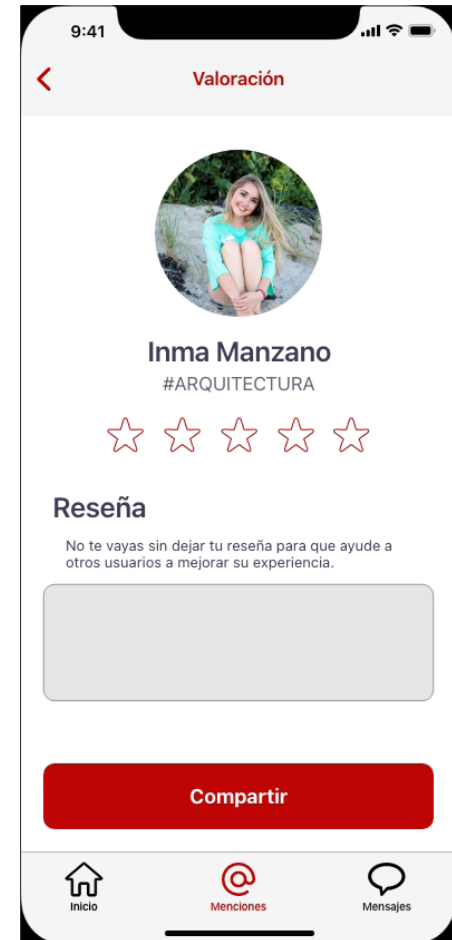 9:41
Valoración
Inma Manzano
#ARQUITECTURA
Reseña
No te vayas sin dejar tu reseña para que ayude a
otros usuarios a mejorar su experiencia.
Compartir
Inicio
Menciones
Mensajes